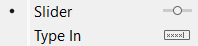 • Slider
Type In